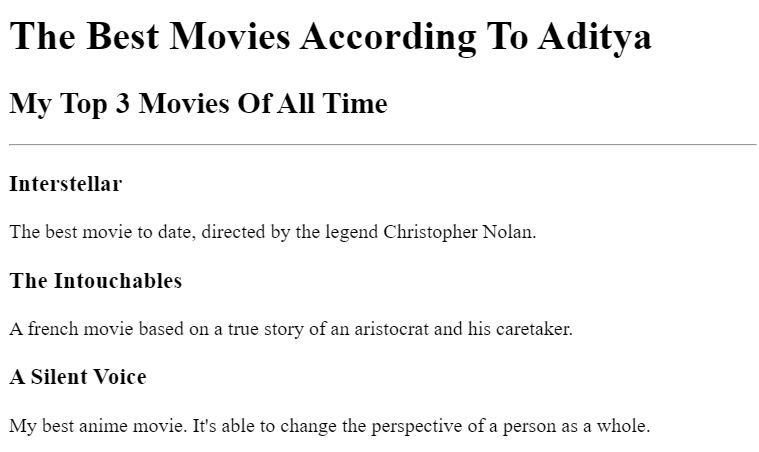 The Best Movies According To Aditya
My Top 3 Movies Of All Time
Interstellar
The best movie to date, directed by the legend Christopher Nolan.
The Intouchables
A french movie based on a true story of an aristocrat and his caretaker.
A Silent Voice
My best anime movie. It's able to change the perspective of a person as a whole.